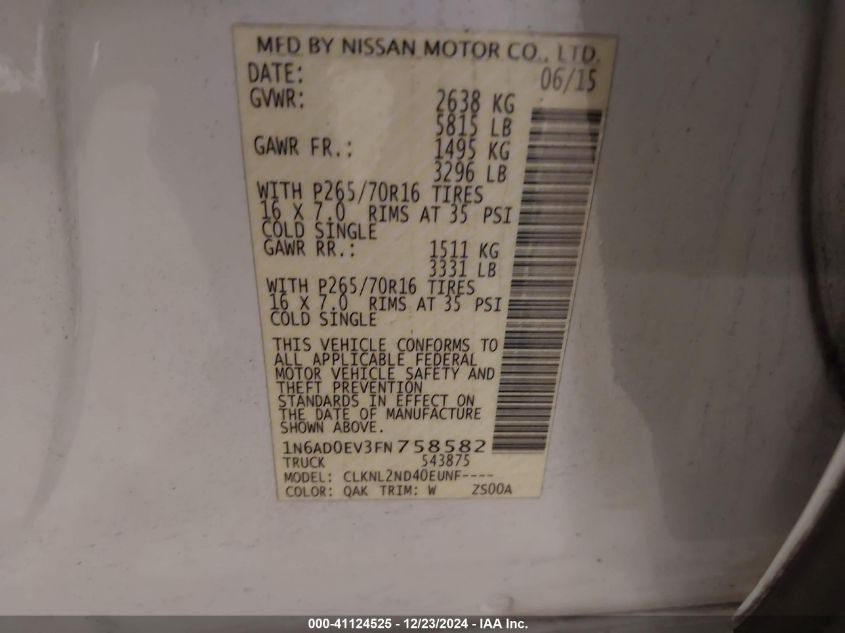 MFD BY NISSAN MOTOR CO., LTD.
DATE: 06/15
GVWR: 2638 KG
5815 LB
GAWR FR.: 1495 KG
3296 LB
WITH P265/70R16 TIRES
16 X 7.0 RIMS AT 35 PSI
COLD SINGLE
GAWR RR.: 1511 KG
3331 LB
WITH P265/70R16 TIRES
16 X 7.0 RIMS AT 35 PSI
COLD SINGLE
THIS VEHICLE CONFORMS TO
ALL APPLICABLE FEDERAL
MOTOR VEHICLE SAFETY AND
THEFT PREVENTION
STANDARDS IN EFFECT ON
THE DATE OF MANUFACTURE
SHOWN ABOVE.
1N6AD0EV3FN758582
TRUCK 543875
MODEL: CLKNL2ND40EUNF----
COLOR: QAK TRIM: W ZS00A
000-41124525 - 12/23/2024 - IAA Inc.